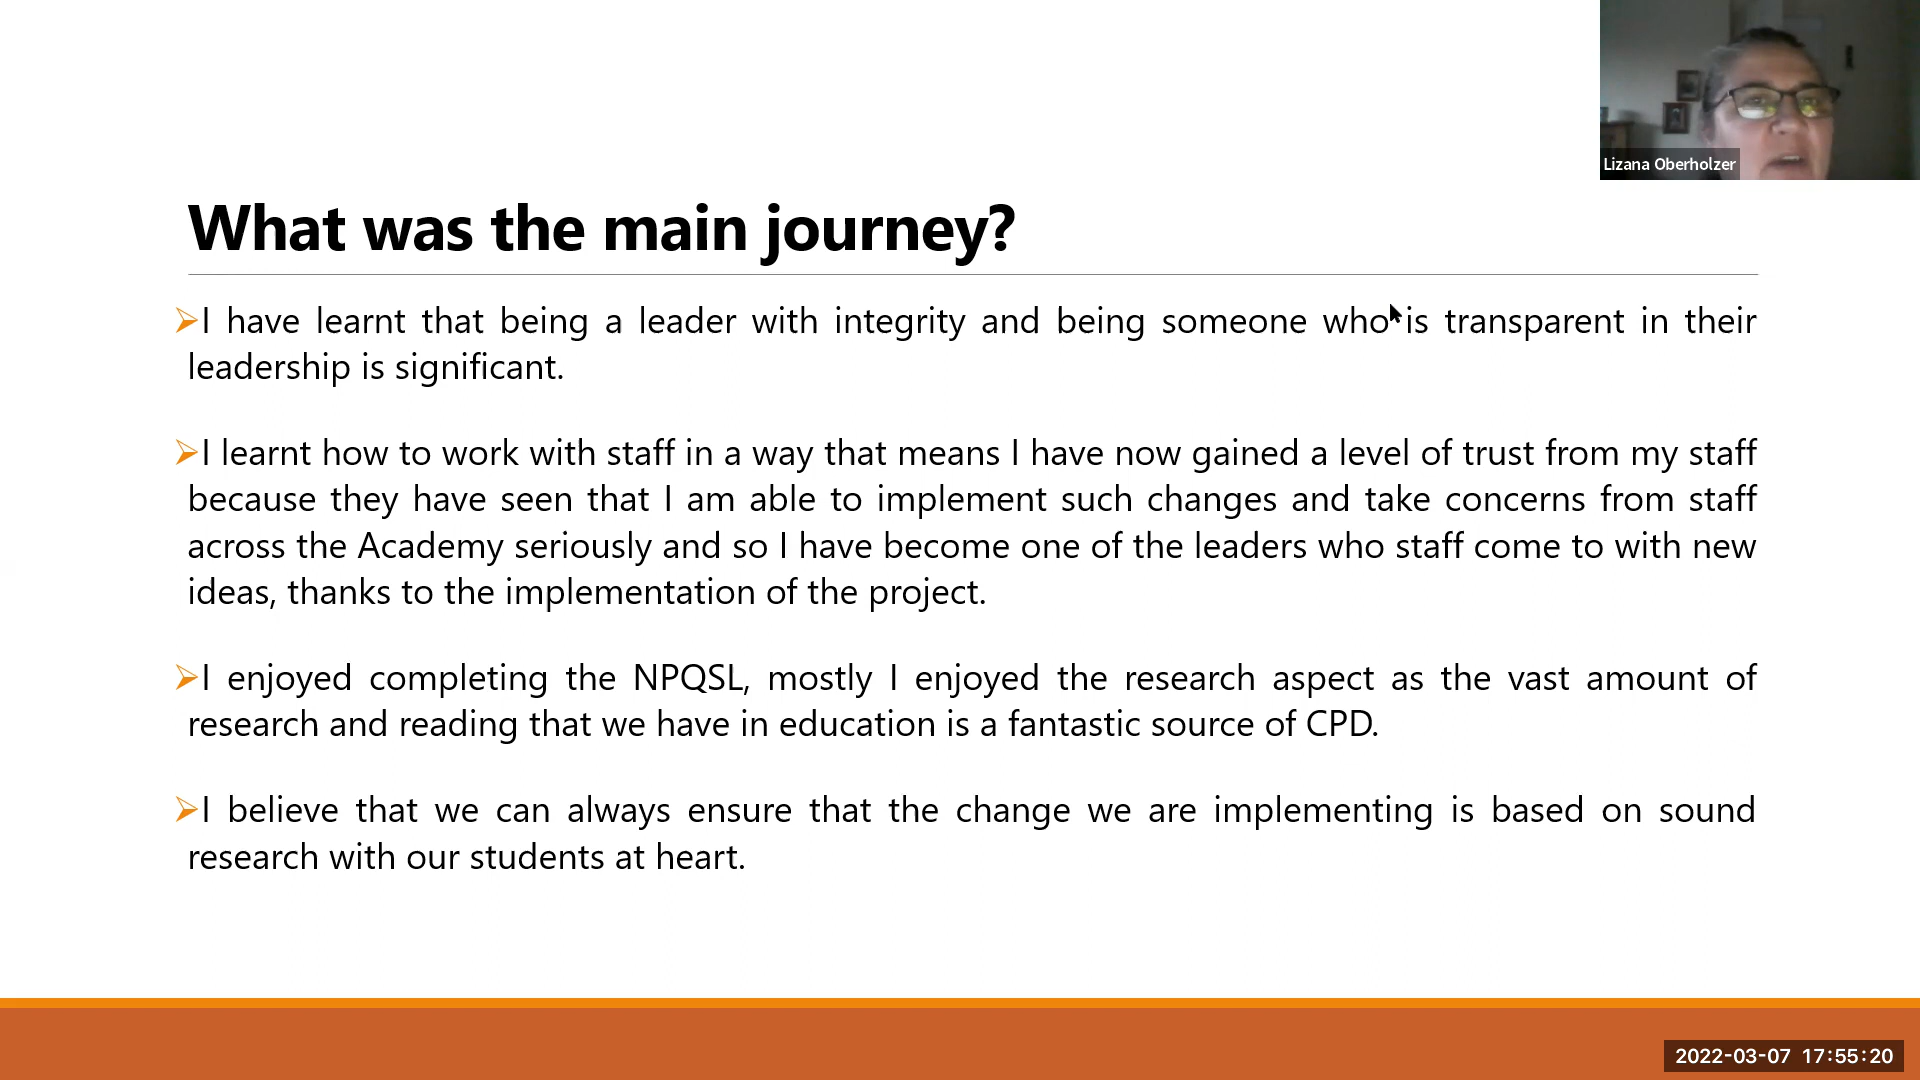 Lizana Oberholzer
What was the main journey?
➢I have learnt that being a leader with integrity and being someone who is transparent in their
leadership is significant.
➢I learnt how to work with staff in a way that means I have now gained a level of trust from my staff
because they have seen that I am able to implement such changes and take concerns from staff
across the Academy seriously and so I have become one of the leaders who staff come to with new
ideas, thanks to the implementation of the project.
➢I enjoyed completing the NPQSL, mostly I enjoyed the research aspect as the vast amount of
research and reading that we have in education is a fantastic source of CPD.
➢I believe that we can always ensure that the change we are implementing is based on sound
research with our students at heart.
2022-03-07 17:55:20